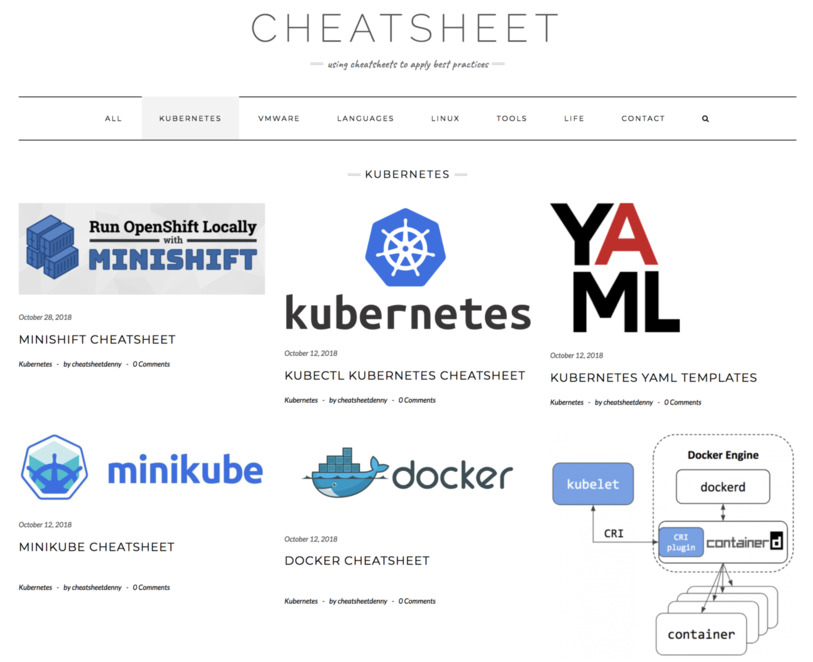 CHEATSHEET
using cheatsheets to apply best practices
ALL KUBERNETES VMWARE LANGUAGES LINUX TOOLS LIFE CONTACT
KUBERNETES
Run OpenShift Locally
with
MINISHIFT
October 28, 2018
MINISHIFT CHEATSHEET
Kubernetes - by cheatsheetdenny - 0 Comments
kubernetes
October 12, 2018
KUBECTL KUBERNETES CHEATSHEET
Kubernetes - by cheatsheetdenny - 0 Comments
YA
ML
October 12, 2018
KUBERNETES YAML TEMPLATES
Kubernetes - by cheatsheetdenny - 0 Comments
minikube
October 12, 2018
MINIKUBE CHEATSHEET
Kubernetes - by cheatsheetdenny - 0 Comments
docker
October 12, 2018
DOCKER CHEATSHEET
Kubernetes - by cheatsheetdenny - 0 Comments
Docker Engine
kubelet
dockerd
CRI
CRI
plugin
containerd
container